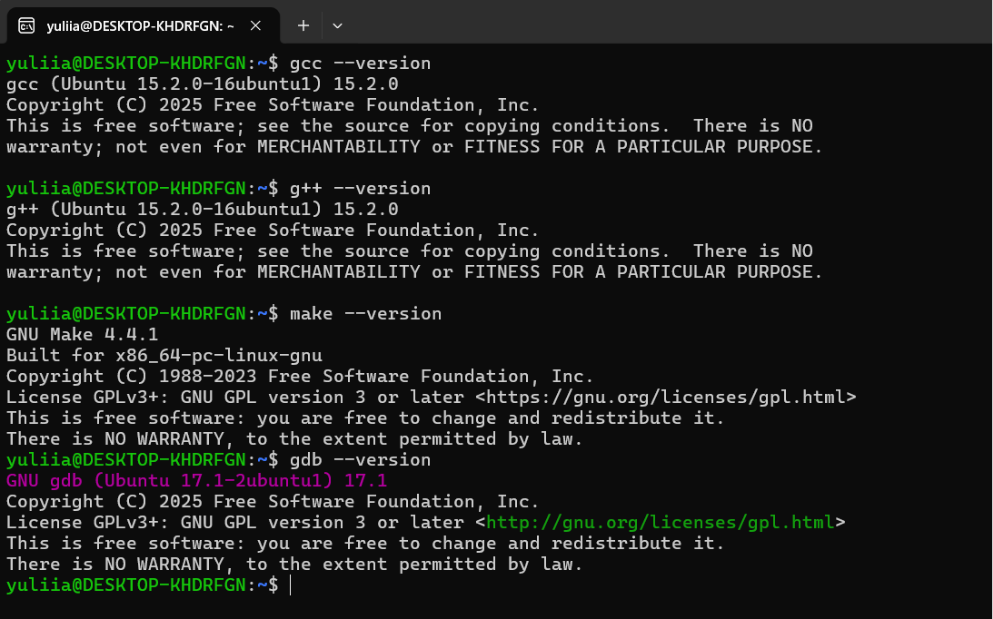 yuliia@DESKTOP-KHDRFGN: ~
yuliia@DESKTOP-KHDRFGN:~$ gcc --version
gcc (Ubuntu 15.2.0-16ubuntu1) 15.2.0
Copyright (C) 2025 Free Software Foundation, Inc.
This is free software; see the source for copying conditions.  There is NO
warranty; not even for MERCHANTABILITY or FITNESS FOR A PARTICULAR PURPOSE.
yuliia@DESKTOP-KHDRFGN:~$ g++ --version
g++ (Ubuntu 15.2.0-16ubuntu1) 15.2.0
Copyright (C) 2025 Free Software Foundation, Inc.
This is free software; see the source for copying conditions.  There is NO
warranty; not even for MERCHANTABILITY or FITNESS FOR A PARTICULAR PURPOSE.
yuliia@DESKTOP-KHDRFGN:~$ make --version
GNU Make 4.4.1
Built for x86_64-pc-linux-gnu
Copyright (C) 1988-2023 Free Software Foundation, Inc.
License GPLv3+: GNU GPL version 3 or later <https://gnu.org/licenses/gpl.html>
This is free software: you are free to change and redistribute it.
There is NO WARRANTY, to the extent permitted by law.
yuliia@DESKTOP-KHDRFGN:~$ gdb --version
GNU gdb (Ubuntu 17.1-2ubuntu1) 17.1
Copyright (C) 2025 Free Software Foundation, Inc.
License GPLv3+: GNU GPL version 3 or later <http://gnu.org/licenses/gpl.html>
This is free software: you are free to change and redistribute it.
There is NO WARRANTY, to the extent permitted by law.
yuliia@DESKTOP-KHDRFGN:~$